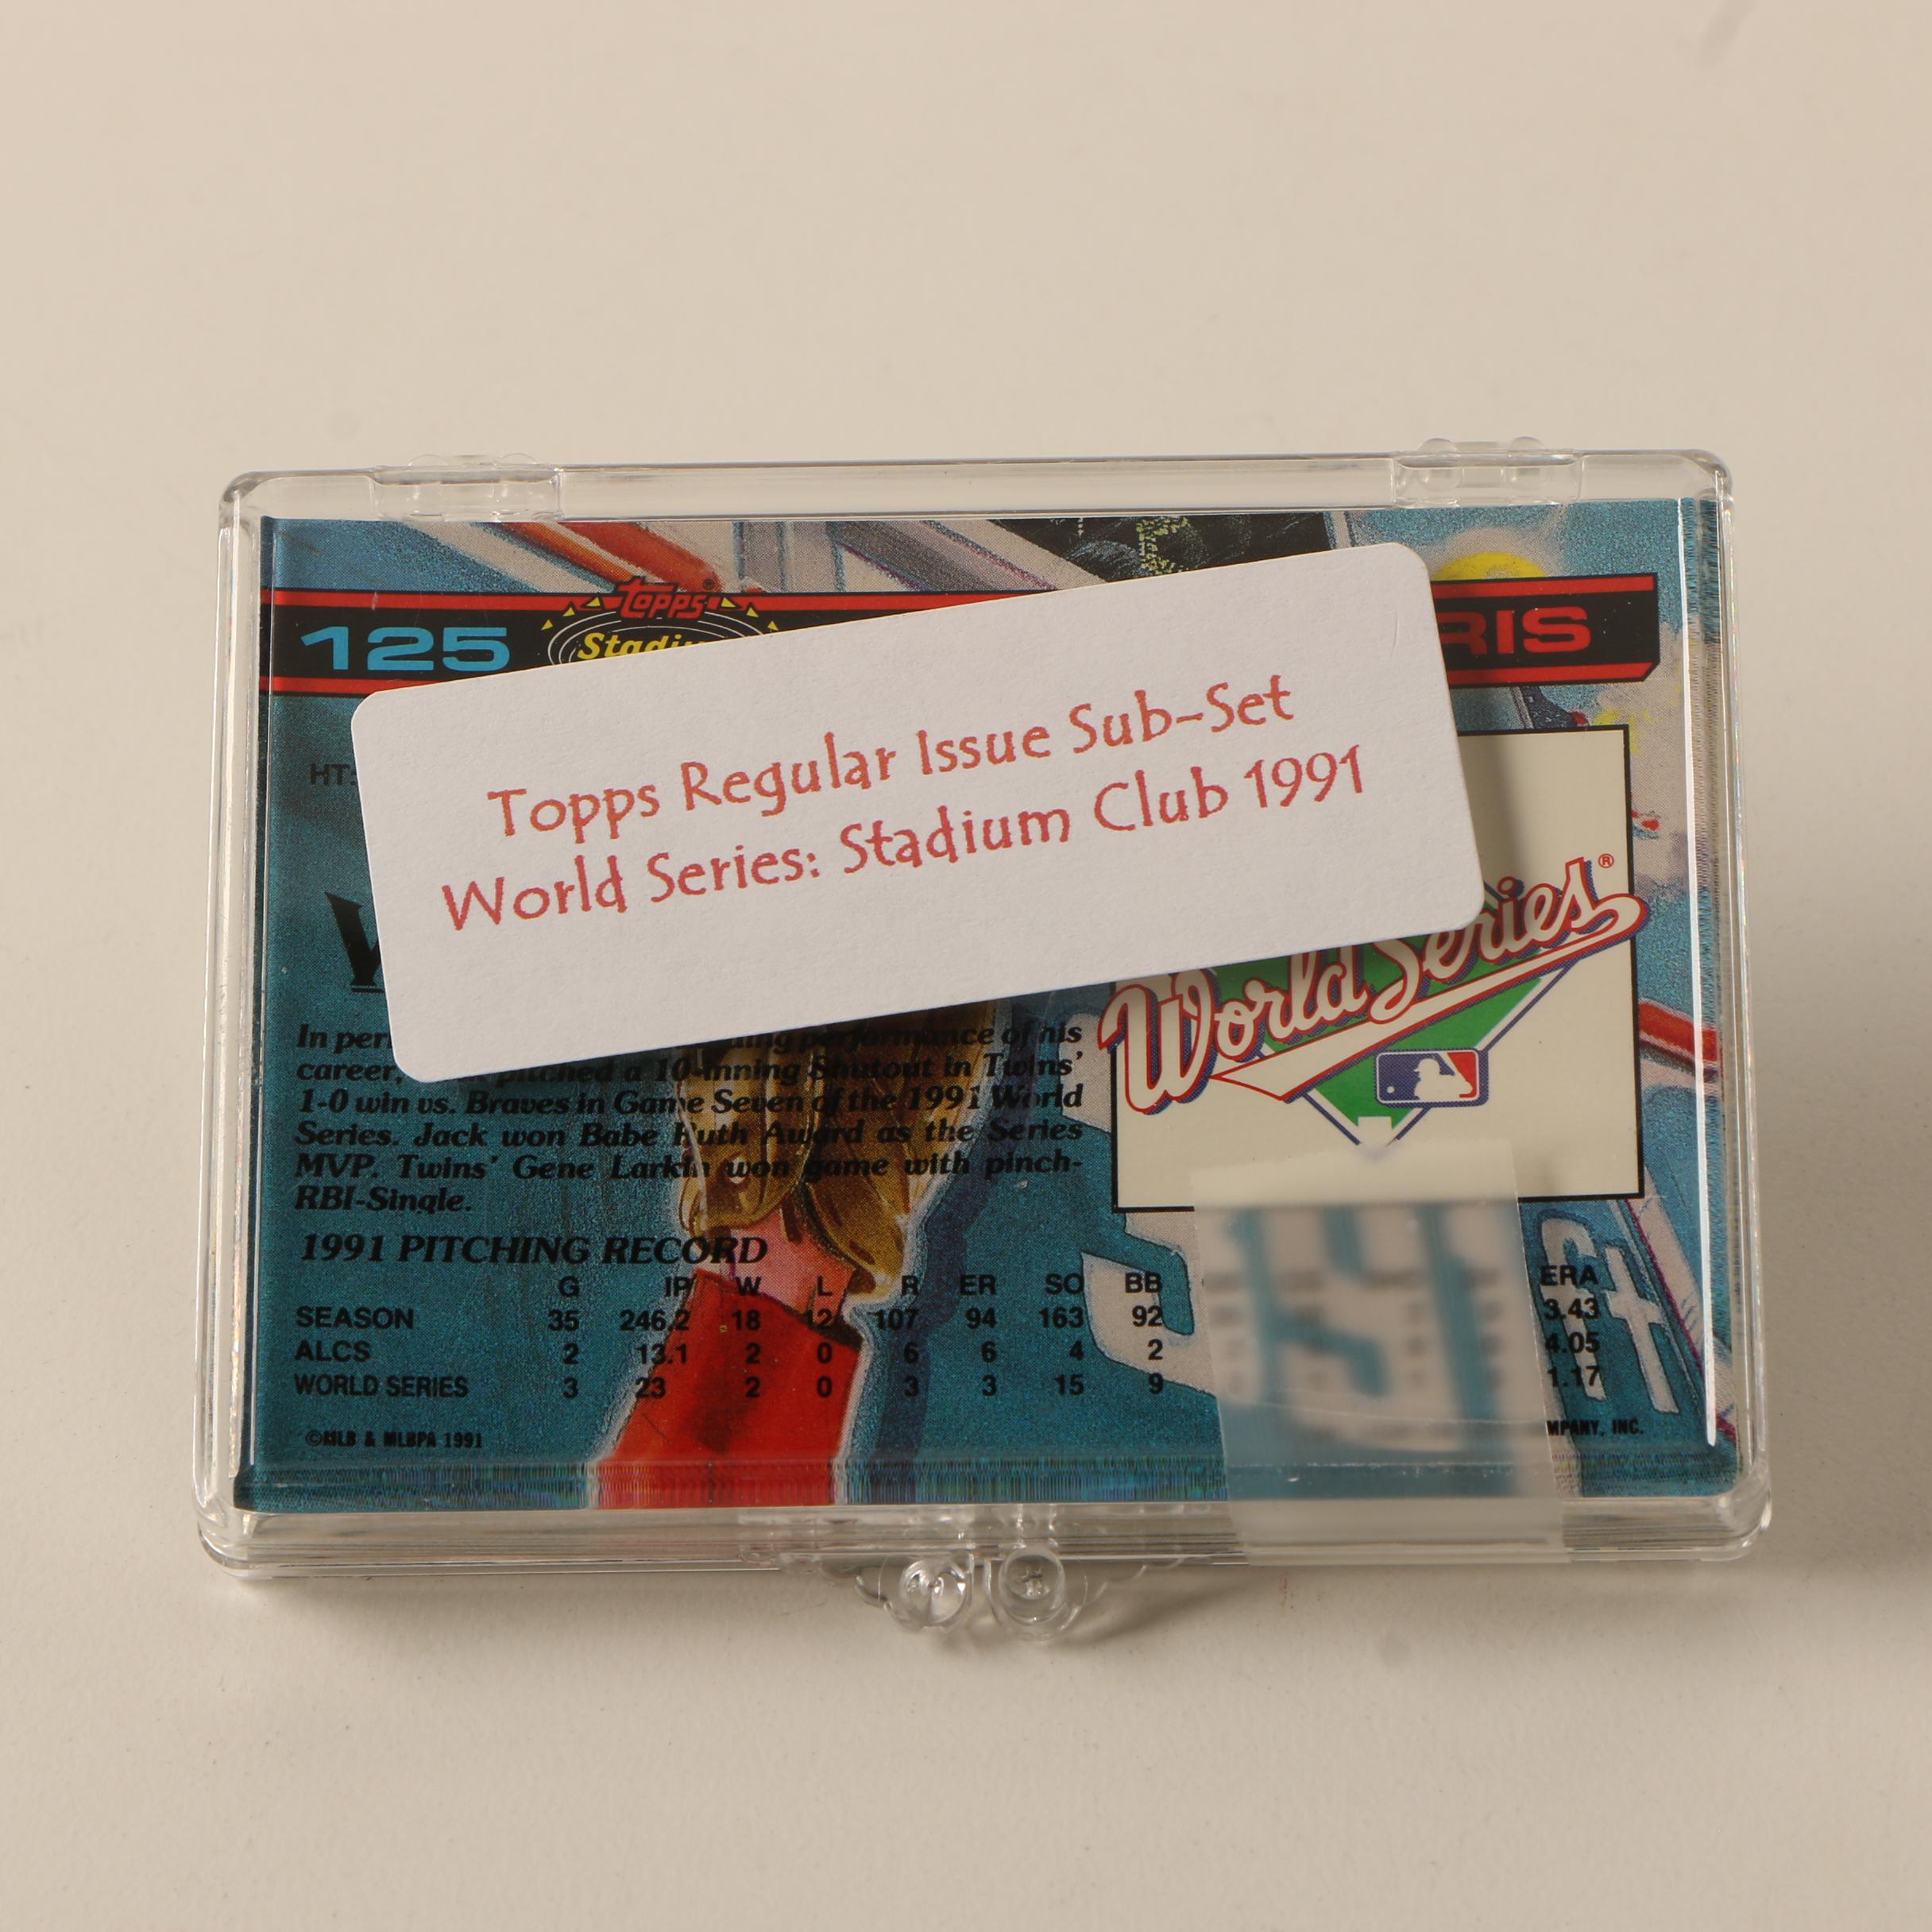 topps®
125 RIS
Topps Regular Issue Sub-Set
World Series: Stadium Club 1991
HT:
World Series®
performance of his
career, pitched a 10-Inning Shutout in Twins'
1-0 win vs. Braves in Game Seven of the 1991 World
Series. Jack won Babe Ruth Award as the Series
MVP. Twins' Gene Larkin won game with pinch-
RBI-Single.
1991 PITCHING RECORD
G IP W L R ER SO BB ERA
SEASON 35 246.2 18 12 107 94 163 92 3.43
ALCS 2 13.1 2 0 6 6 4 2 4.05
WORLD SERIES 3 23 2 0 3 3 15 9 1.17
©MLB & MLBPA 1991 MPANY, INC.